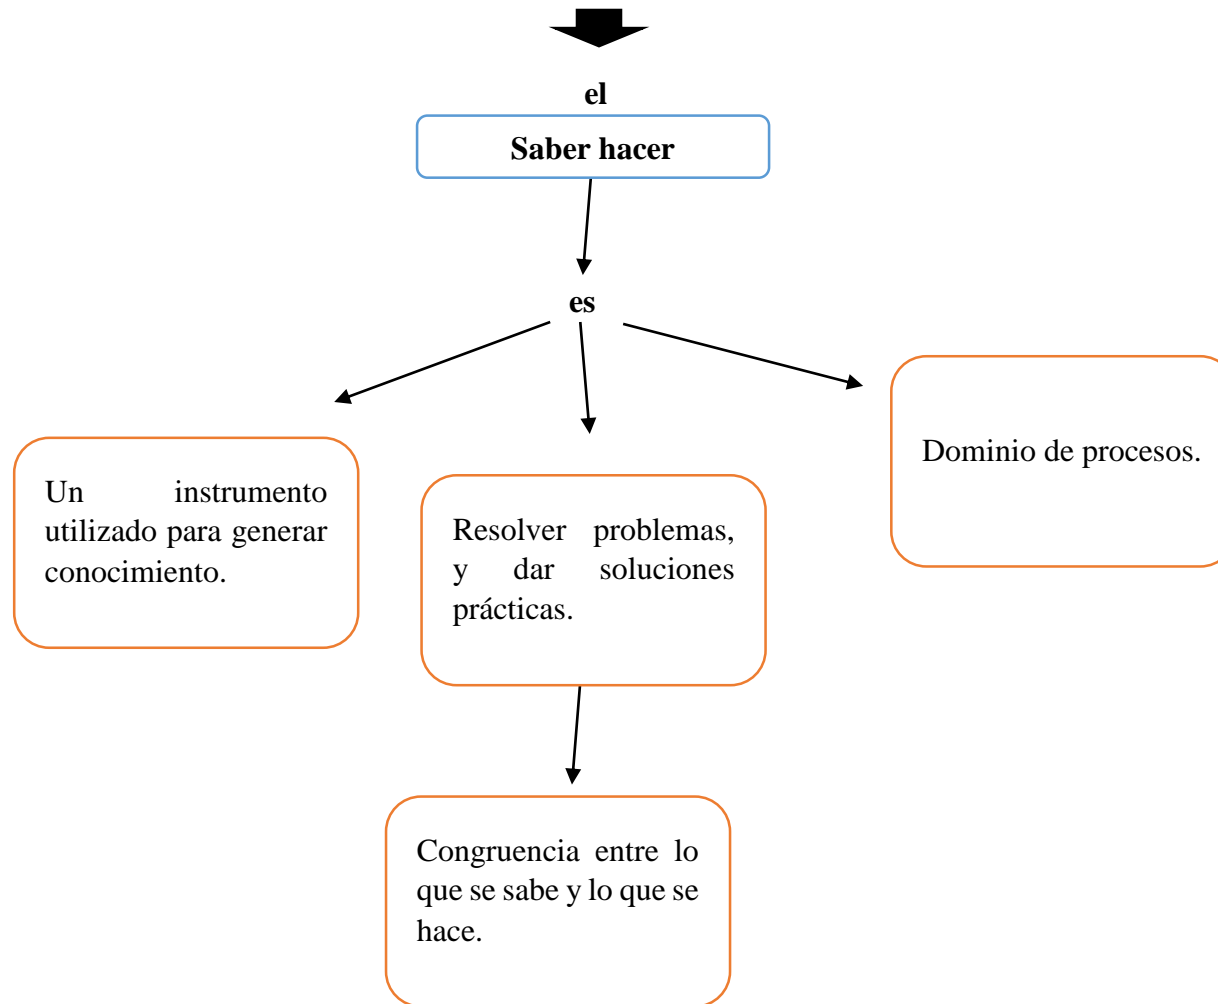 el
Saber hacer
es
Un instrumento
utilizado para generar
conocimiento.
Resolver problemas,
y dar soluciones
prácticas.
Dominio de procesos.
Congruencia entre lo
que se sabe y lo que se
hace.